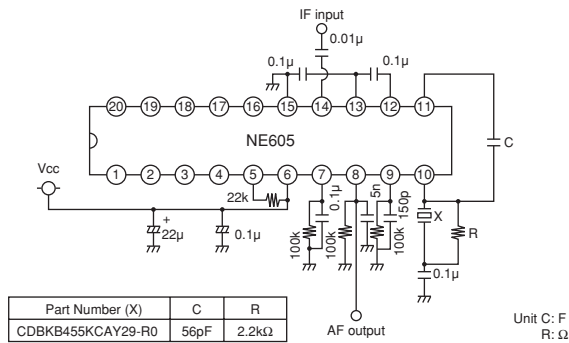 IF input
0.01μ
0.1μ
0.1μ
20 19 18 17 16 15 14 13 12 11
NE605
C
Vcc
1 2 3 4 5 6 7 8 9 10
22k
+
22μ
0.1μ
100k
0.1μ
100k
5n
100k
150p
X
R
0.1μ
AF output
Part Number (X) C R
CDBKB455KCAY29-R0 56pF 2.2kΩ
Unit C: F
R: Ω